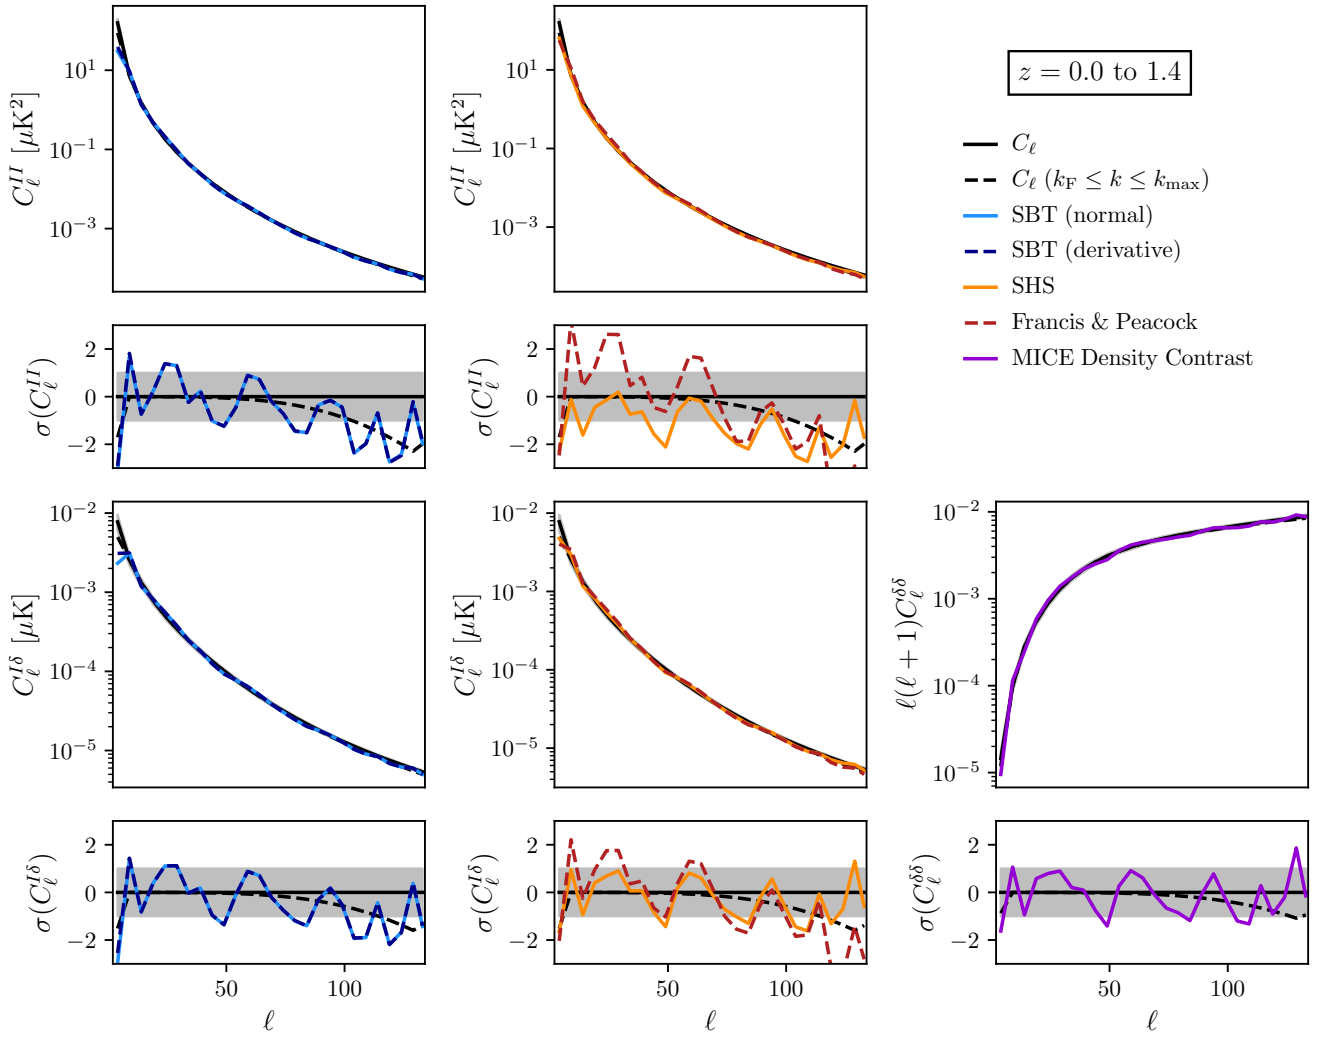 z = 0.0 to 1.4
C_ℓ
C_ℓ (k_F ≤ k ≤ k_max)
SBT (normal)
SBT (derivative)
SHS
Francis & Peacock
MICE Density Contrast
C_ℓ^{II} [μK²]
10¹
10⁻¹
10⁻³
C_ℓ^{II} [μK²]
10¹
10⁻¹
10⁻³
σ(C_ℓ^{II})
2
0
−2
σ(C_ℓ^{II})
2
0
−2
C_ℓ^{Iδ} [μK]
10⁻²
10⁻³
10⁻⁴
10⁻⁵
C_ℓ^{Iδ} [μK]
10⁻²
10⁻³
10⁻⁴
10⁻⁵
ℓ(ℓ + 1)C_ℓ^{δδ}
10⁻²
10⁻³
10⁻⁴
10⁻⁵
σ(C_ℓ^{Iδ})
2
0
−2
50 100
ℓ
σ(C_ℓ^{Iδ})
2
0
−2
50 100
ℓ
σ(C_ℓ^{δδ})
2
0
−2
50 100
ℓ